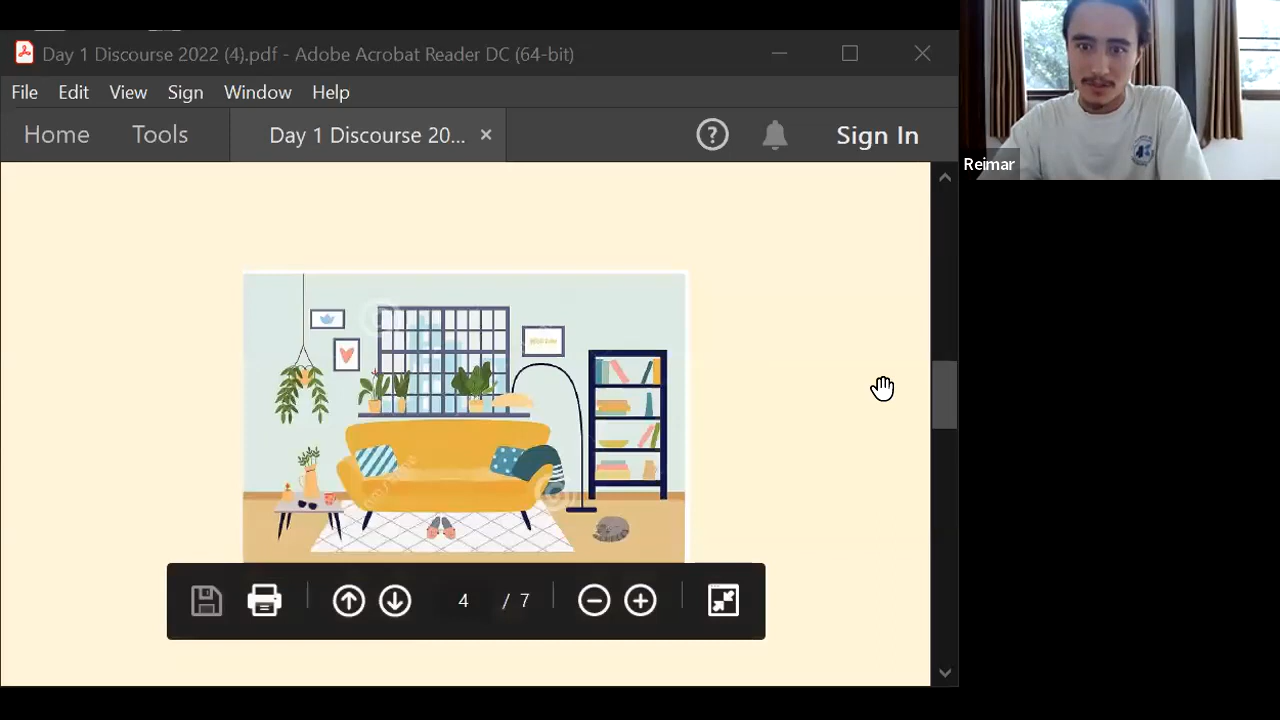 Day 1 Discourse 2022 (4).pdf - Adobe Acrobat Reader DC (64-bit)
File Edit View Sign Window Help
Home Tools Day 1 Discourse 20... Sign In
Reimar
4 / 7